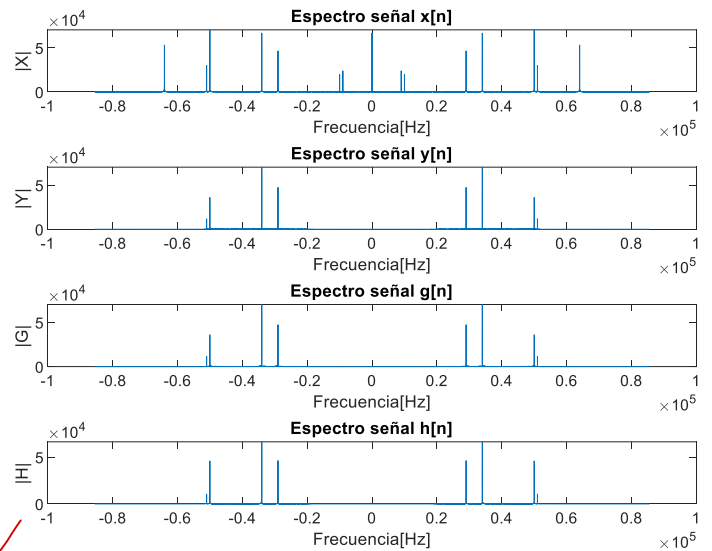 Espectro señal x[n]
×10⁴
|X|
5
0
-1 -0.8 -0.6 -0.4 -0.2 0 0.2 0.4 0.6 0.8 1
Frecuencia[Hz]
×10⁵
Espectro señal y[n]
×10⁴
|Y|
5
0
-1 -0.8 -0.6 -0.4 -0.2 0 0.2 0.4 0.6 0.8 1
Frecuencia[Hz]
×10⁵
Espectro señal g[n]
×10⁴
|G|
5
0
-1 -0.8 -0.6 -0.4 -0.2 0 0.2 0.4 0.6 0.8 1
Frecuencia[Hz]
×10⁵
Espectro señal h[n]
×10⁴
|H|
5
0
-1 -0.8 -0.6 -0.4 -0.2 0 0.2 0.4 0.6 0.8 1
Frecuencia[Hz]
×10⁵